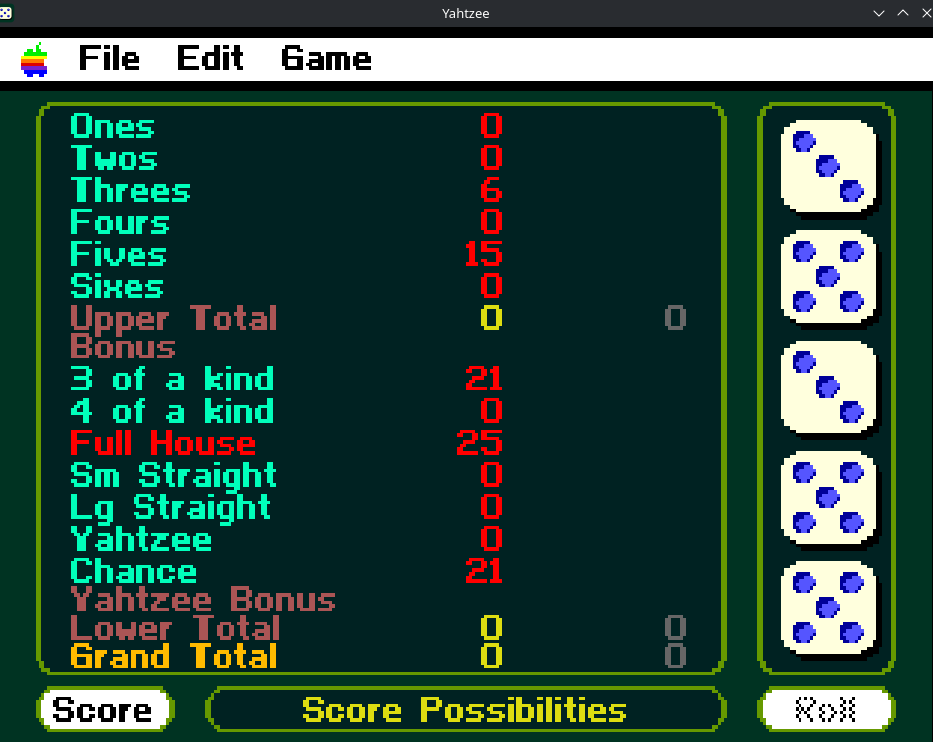 Yahtzee
File Edit Game
Ones 0
Twos 0
Threes 6
Fours 0
Fives 15
Sixes 0
Upper Total 0 0
Bonus
3 of a kind 21
4 of a kind 0
Full House 25
Sm Straight 0
Lg Straight 0
Yahtzee 0
Chance 21
Yahtzee Bonus
Lower Total 0 0
Grand Total 0 0
Score Score Possibilities Roll